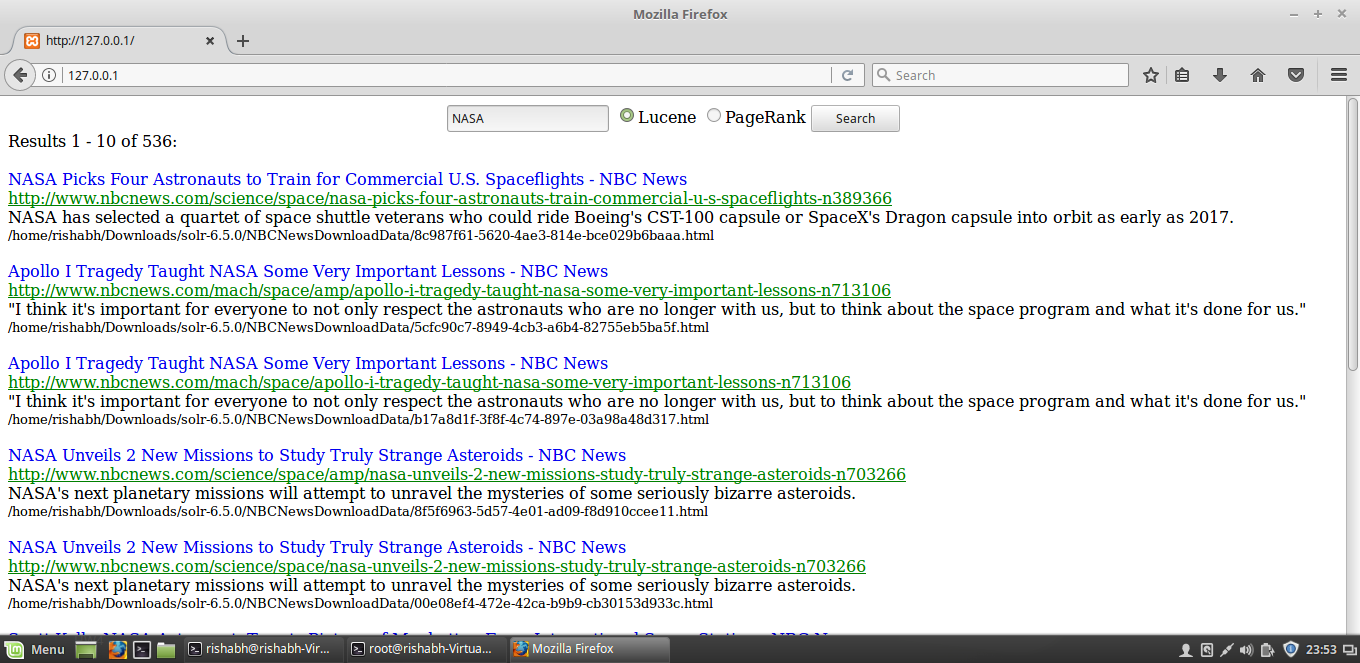 Mozilla Firefox
http://127.0.0.1/
127.0.0.1
Search
NASA Lucene PageRank Search
Results 1 - 10 of 536:
NASA Picks Four Astronauts to Train for Commercial U.S. Spaceflights - NBC News
http://www.nbcnews.com/science/space/nasa-picks-four-astronauts-train-commercial-u-s-spaceflights-n389366
NASA has selected a quartet of space shuttle veterans who could ride Boeing's CST-100 capsule or SpaceX's Dragon capsule into orbit as early as 2017.
/home/rishabh/Downloads/solr-6.5.0/NBCNewsDownloadData/8c987f61-5620-4ae3-814e-bce029b6baaa.html
Apollo I Tragedy Taught NASA Some Very Important Lessons - NBC News
http://www.nbcnews.com/mach/space/amp/apollo-i-tragedy-taught-nasa-some-very-important-lessons-n713106
"I think it's important for everyone to not only respect the astronauts who are no longer with us, but to think about the space program and what it's done for us."
/home/rishabh/Downloads/solr-6.5.0/NBCNewsDownloadData/5cfc90c7-8949-4cb3-a6b4-82755eb5ba5f.html
Apollo I Tragedy Taught NASA Some Very Important Lessons - NBC News
http://www.nbcnews.com/mach/space/apollo-i-tragedy-taught-nasa-some-very-important-lessons-n713106
"I think it's important for everyone to not only respect the astronauts who are no longer with us, but to think about the space program and what it's done for us."
/home/rishabh/Downloads/solr-6.5.0/NBCNewsDownloadData/b17a8d1f-3f8f-4c74-897e-03a98a48d317.html
NASA Unveils 2 New Missions to Study Truly Strange Asteroids - NBC News
http://www.nbcnews.com/science/space/amp/nasa-unveils-2-new-missions-study-truly-strange-asteroids-n703266
NASA's next planetary missions will attempt to unravel the mysteries of some seriously bizarre asteroids.
/home/rishabh/Downloads/solr-6.5.0/NBCNewsDownloadData/8f5f6963-5d57-4e01-ad09-f8d910ccee11.html
NASA Unveils 2 New Missions to Study Truly Strange Asteroids - NBC News
http://www.nbcnews.com/science/space/nasa-unveils-2-new-missions-study-truly-strange-asteroids-n703266
NASA's next planetary missions will attempt to unravel the mysteries of some seriously bizarre asteroids.
/home/rishabh/Downloads/solr-6.5.0/NBCNewsDownloadData/00e08ef4-472e-42ca-b9b9-cb30153d933c.html
Menu rishabh@rishabh-Vir... root@rishabh-Virtua... Mozilla Firefox 23:53